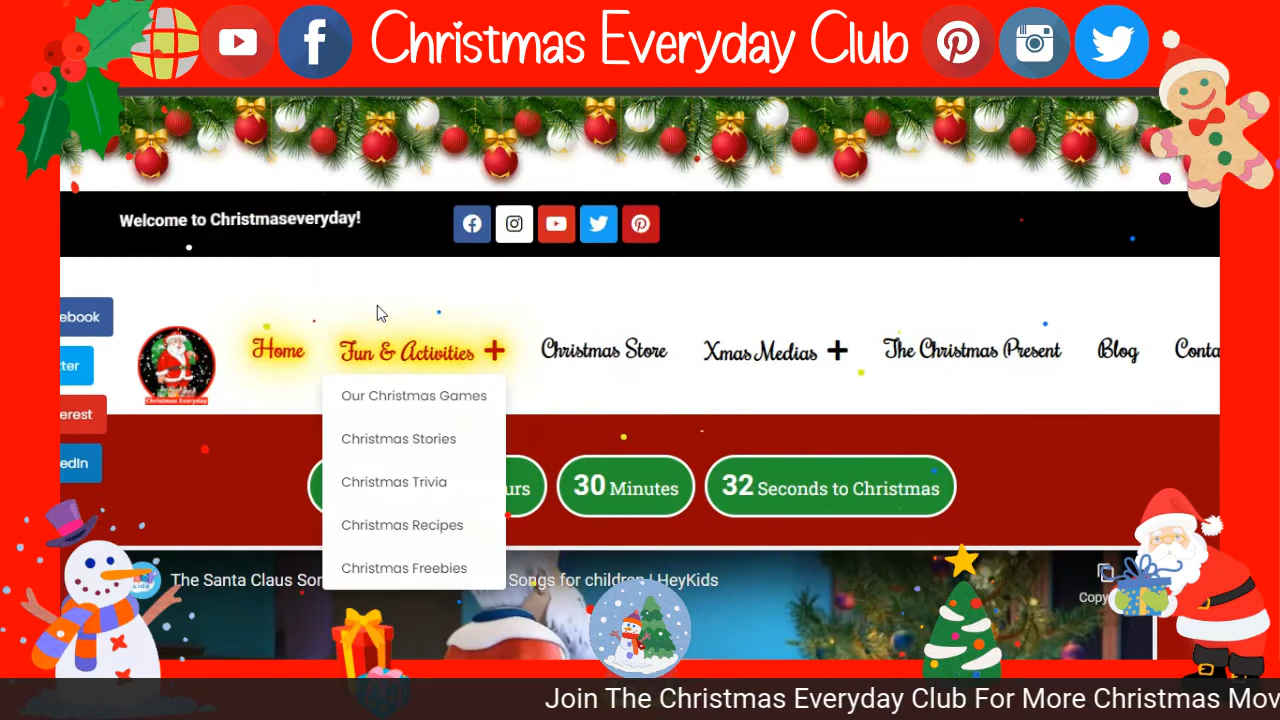 Christmas Everyday Club
Welcome to Christmaseveryday!
ebook
tter
erest
edIn
Christmas Everyday
Home
Fun & Activities
Christmas Store
Xmas Medias
The Christmas Present
Blog
Conta
Our Christmas Games
Christmas Stories
Christmas Trivia
Christmas Recipes
Christmas Freebies
urs
30 Minutes
32 Seconds to Christmas
The Santa Claus Son
Songs for children | HeyKids
Copy
Join The Christmas Everyday Club For More Christmas Mov